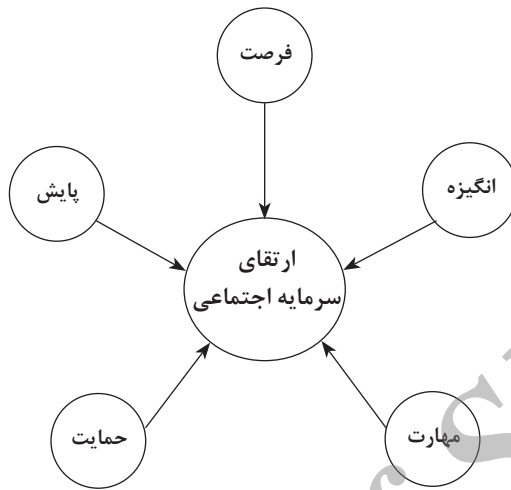 فرصت
انگیزه
پایش
ارتقای
سرمایه اجتماعی
مهارت
حمایت